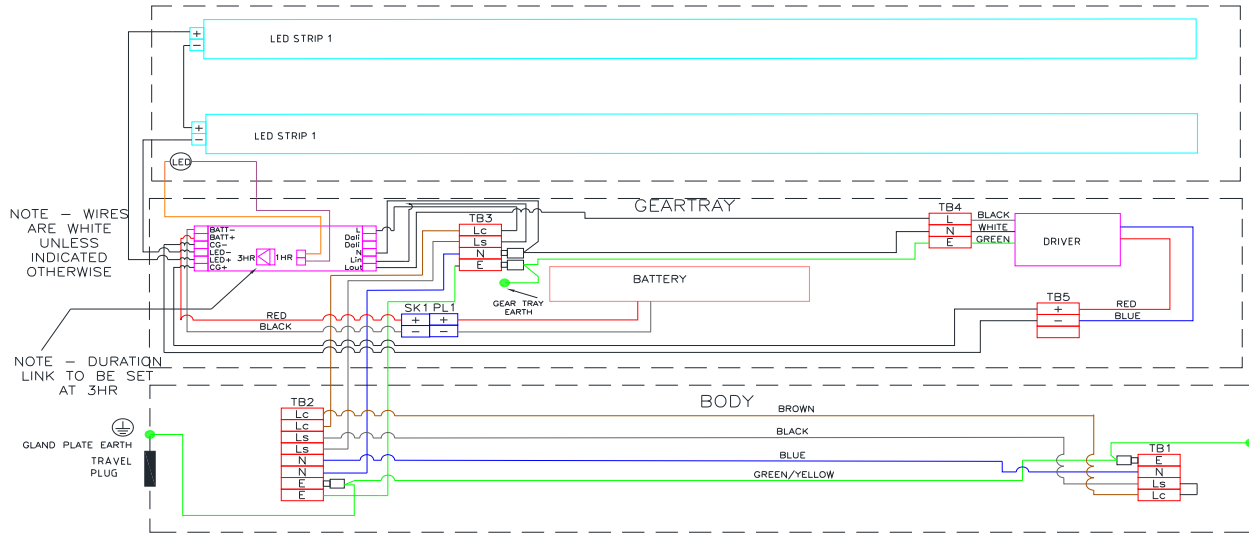 +
−
LED STRIP 1
+
−
LED STRIP 1
LED
NOTE – WIRES
ARE WHITE
UNLESS
INDICATED
OTHERWISE
GEARTRAY
BATT−
BATT+
CG−
LED−
LED+
CG+
3HR
1HR
L
Dali
Dali
N
Lin
Lout
TB3
Lc
Ls
N
E
GEAR TRAY
EARTH
TB4
L
N
E
BLACK
WHITE
GREEN
DRIVER
BATTERY
SK1
PL1
+
+
−
−
RED
BLACK
TB5
+
−
RED
BLUE
NOTE – DURATION
LINK TO BE SET
AT 3HR
BODY
TB2
Lc
Lc
Ls
Ls
N
N
E
E
BROWN
BLACK
BLUE
GREEN/YELLOW
GLAND PLATE EARTH
TRAVEL
PLUG
TB1
E
N
Ls
Lc